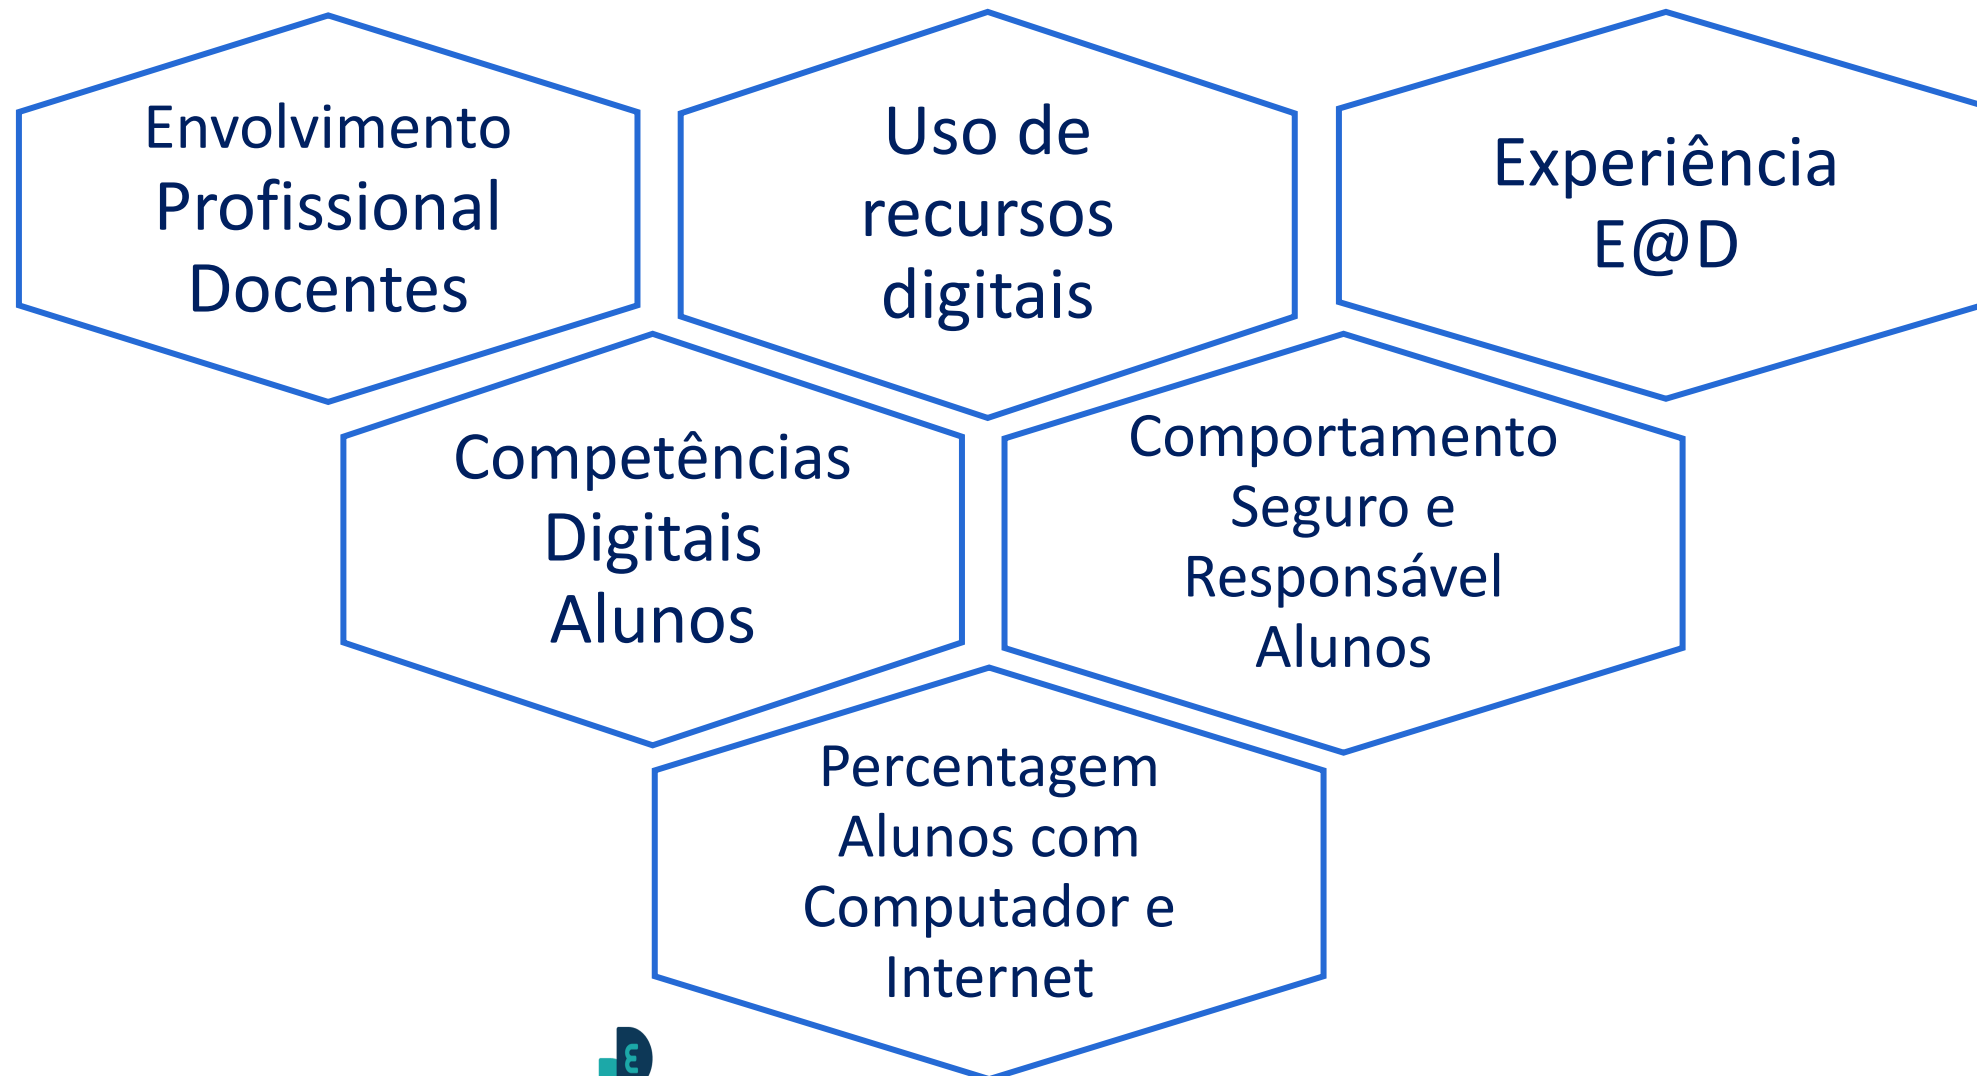 Envolvimento
Profissional
Docentes
Uso de
recursos
digitais
Experiência
E@D
Competências
Digitais
Alunos
Comportamento
Seguro e
Responsável
Alunos
Percentagem
Alunos com
Computador e
Internet